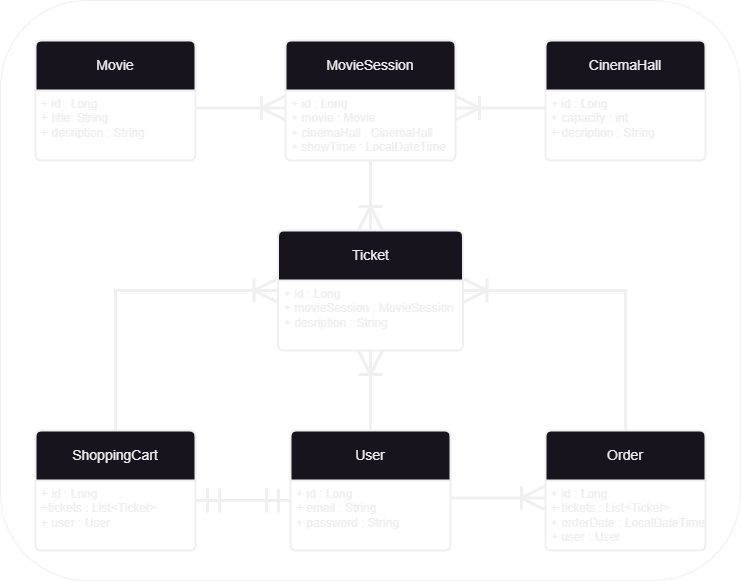 Movie
+ id : Long
+ title: String
+ desription : String
MovieSession
+ id : Long
+ movie : Movie
+ cinemaHall : CinemaHall
+ showTime : LocalDateTime
CinemaHall
+ id : Long
+ capacity : int
+ desription : String
Ticket
+ id : Long
+ movieSession : MovieSession
+ desription : String
ShoppingCart
+ id : Long
+tickets : List<Ticket>
+ user : User
User
+ id : Long
+ email : String
+ password : String
Order
+ id : Long
+ tickets : List<Ticket>
+ orderDate : LocalDateTime
+ user : User